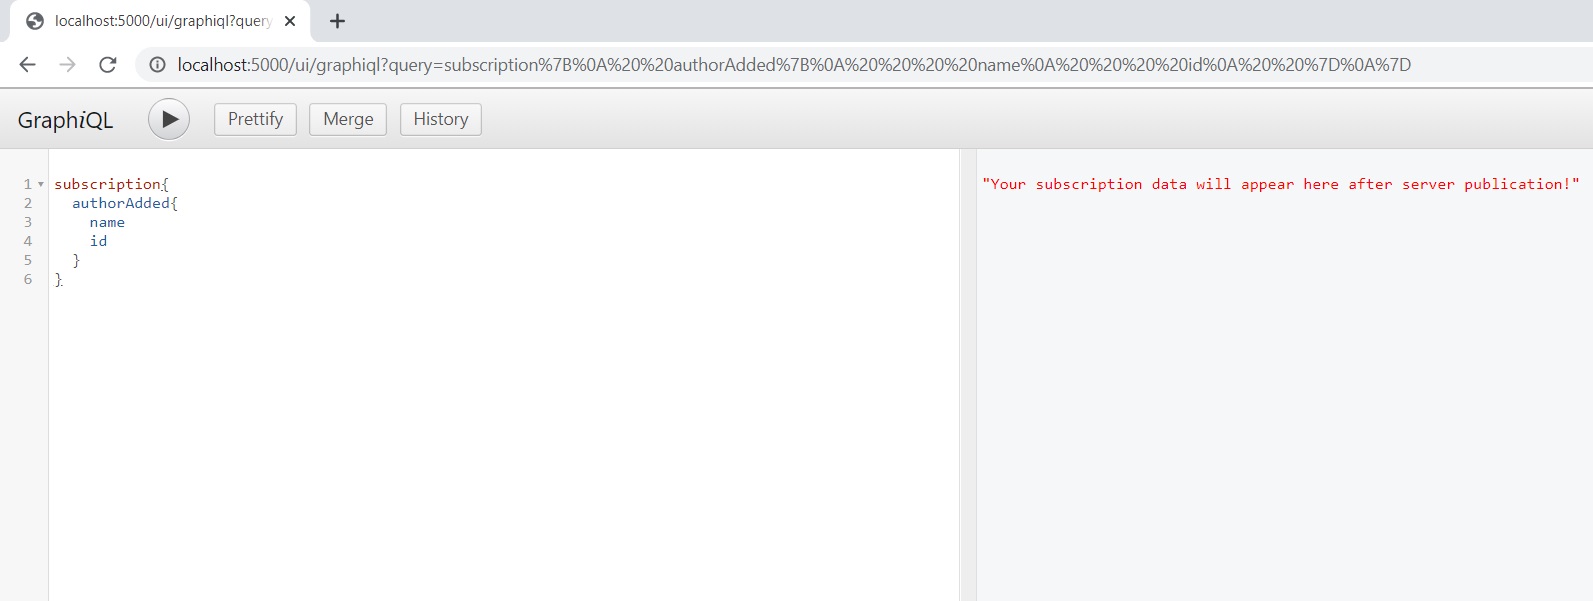 localhost:5000/ui/graphiql?query
localhost:5000/ui/graphiql?query=subscription%7B%0A%20%20authorAdded%7B%0A%20%20%20%20name%0A%20%20%20%20id%0A%20%20%7D%0A%7D
GraphiQL Prettify Merge History
1 subscription{
2 authorAdded{
3 name
4 id
5 }
6 }
"Your subscription data will appear here after server publication!"